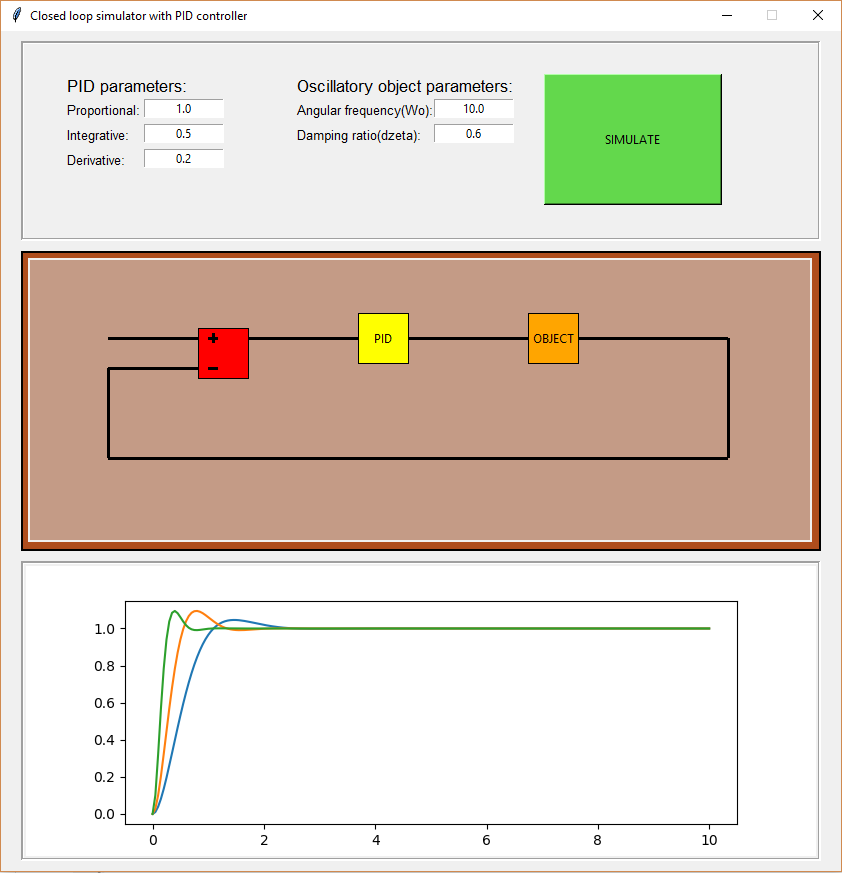 Closed loop simulator with PID controller
PID parameters:
Proportional: 1.0
Integrative: 0.5
Derivative: 0.2
Oscillatory object parameters:
Angular frequency(Wo): 10.0
Damping ratio(dzeta): 0.6
SIMULATE
+
−
PID
OBJECT
1.0
0.8
0.6
0.4
0.2
0.0
0 2 4 6 8 10